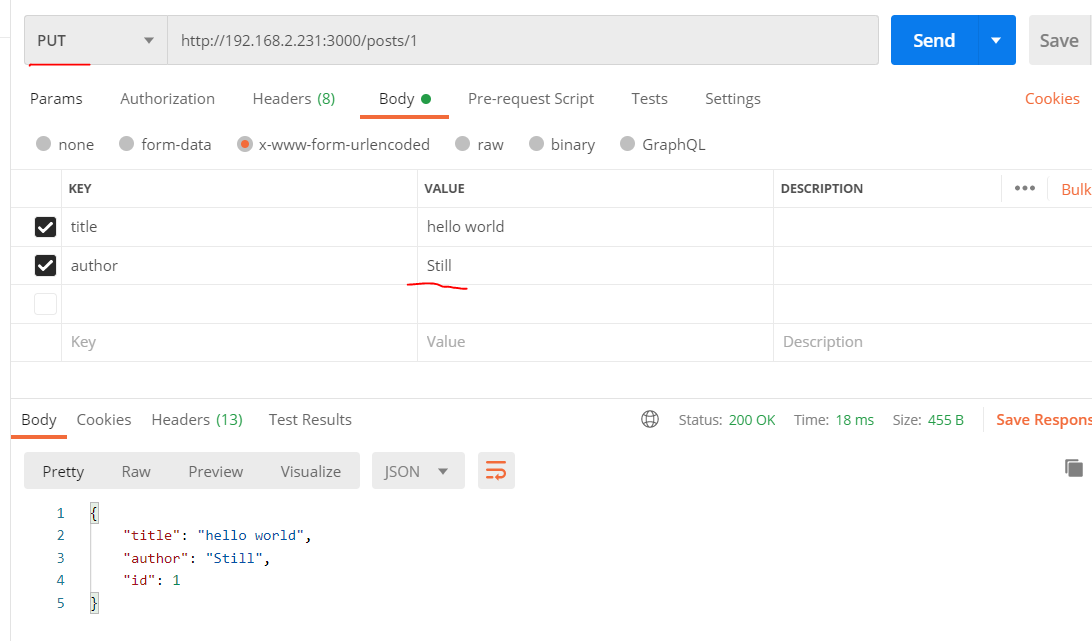 PUT http://192.168.2.231:3000/posts/1 Send Save
Params Authorization Headers (8) Body Pre-request Script Tests Settings Cookies
none form-data x-www-form-urlencoded raw binary GraphQL
KEY VALUE DESCRIPTION ••• Bulk
title hello world
author Still
Key Value Description
Body Cookies Headers (13) Test Results Status: 200 OK Time: 18 ms Size: 455 B Save Respons
Pretty Raw Preview Visualize JSON
1 {
2 "title": "hello world",
3 "author": "Still",
4 "id": 1
5 }